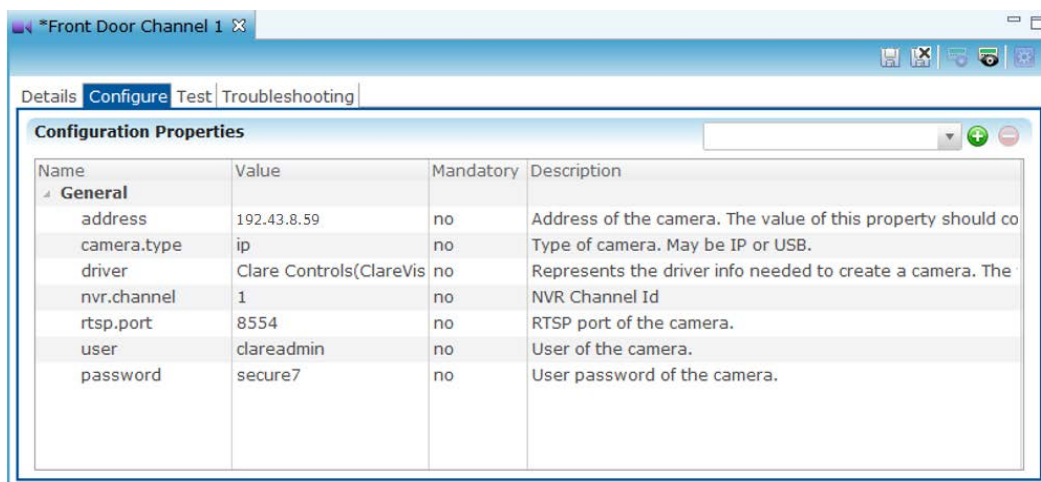 *Front Door Channel 1
Details Configure Test Troubleshooting
Configuration Properties
Name Value Mandatory Description
General
address 192.43.8.59 no Address of the camera. The value of this property should co
camera.type ip no Type of camera. May be IP or USB.
driver Clare Controls(ClareVis no Represents the driver info needed to create a camera. The
nvr.channel 1 no NVR Channel Id
rtsp.port 8554 no RTSP port of the camera.
user clareadmin no User of the camera.
password secure7 no User password of the camera.